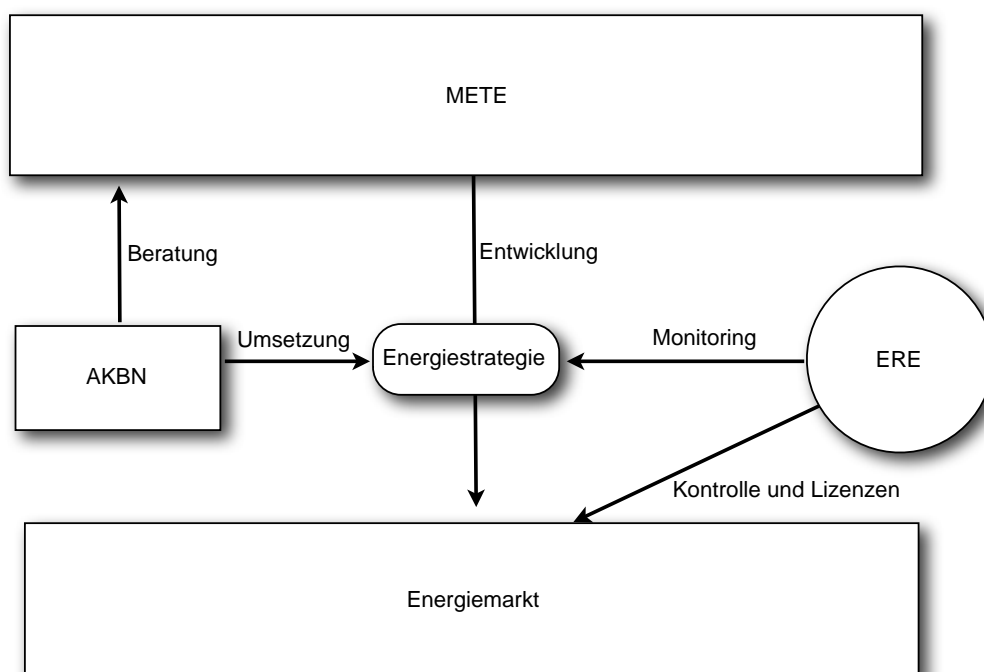 METE
Beratung
Entwicklung
Umsetzung
Energiestrategie
Monitoring
ERE
AKBN
Kontrolle und Lizenzen
Energiemarkt